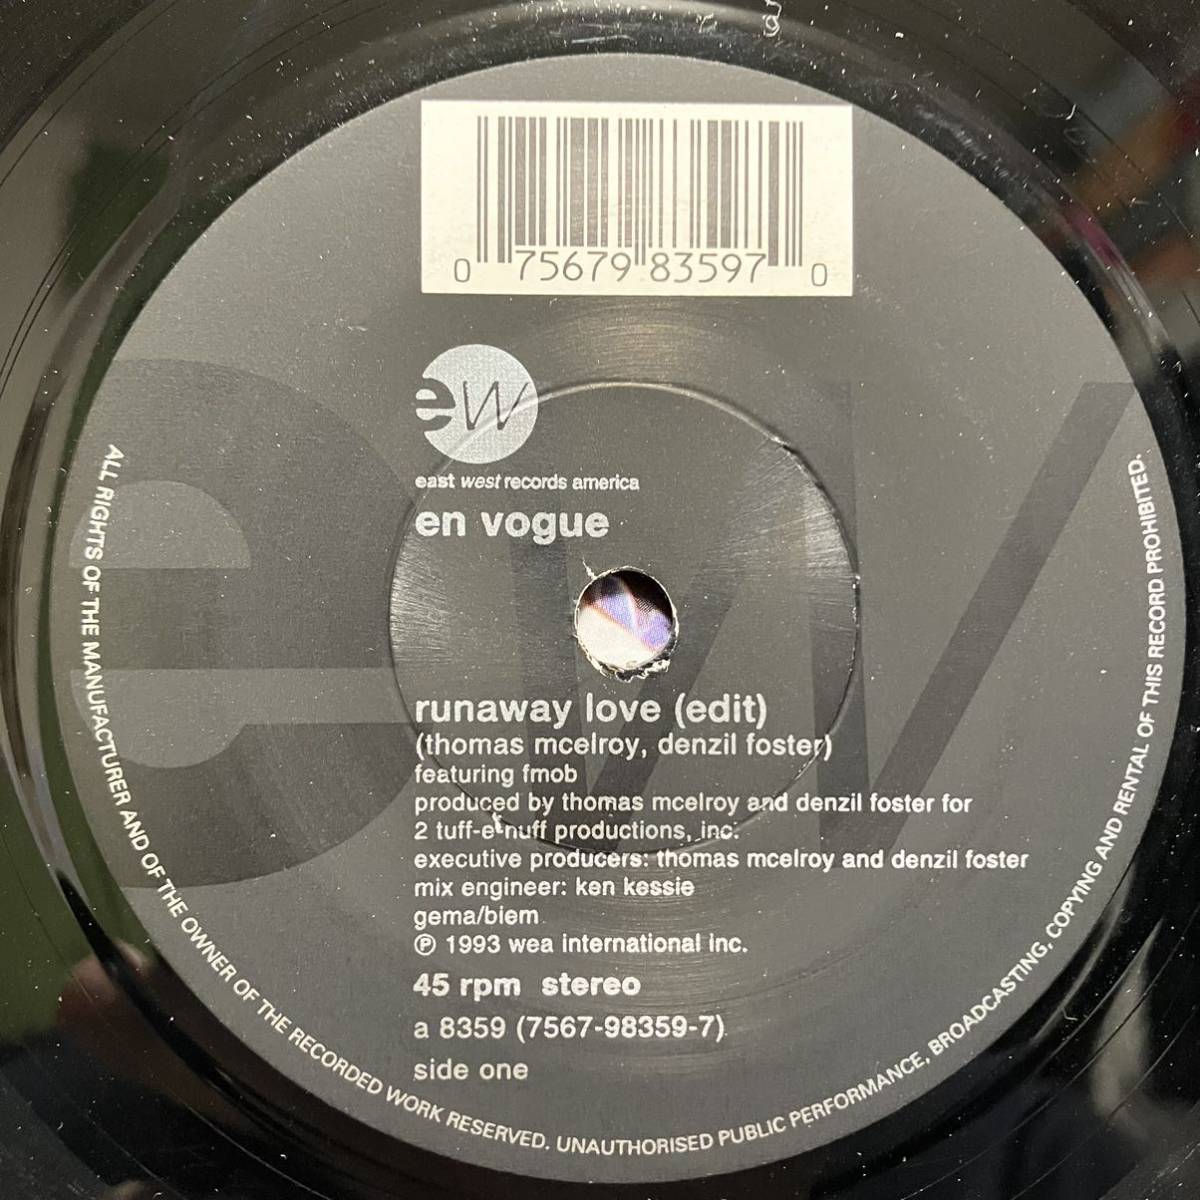 0 75679 83597 0
ew
east west records america
en vogue
runaway love (edit)
(thomas mcelroy, denzil foster)
featuring fmob
produced by thomas mcelroy and denzil foster for
2 tuff-e'nuff productions, inc.
executive producers: thomas mcelroy and denzil foster
mix engineer: ken kessie
gema/biem
℗ 1993 wea international inc.
45 rpm stereo
a 8359 (7567-98359-7)
side one
ALL RIGHTS OF THE MANUFACTURER AND OF THE OWNER OF THE RECORDED WORK RESERVED. UNAUTHORISED PUBLIC PERFORMANCE, BROADCASTING, COPYING AND RENTAL OF THIS RECORD PROHIBITED.
ew